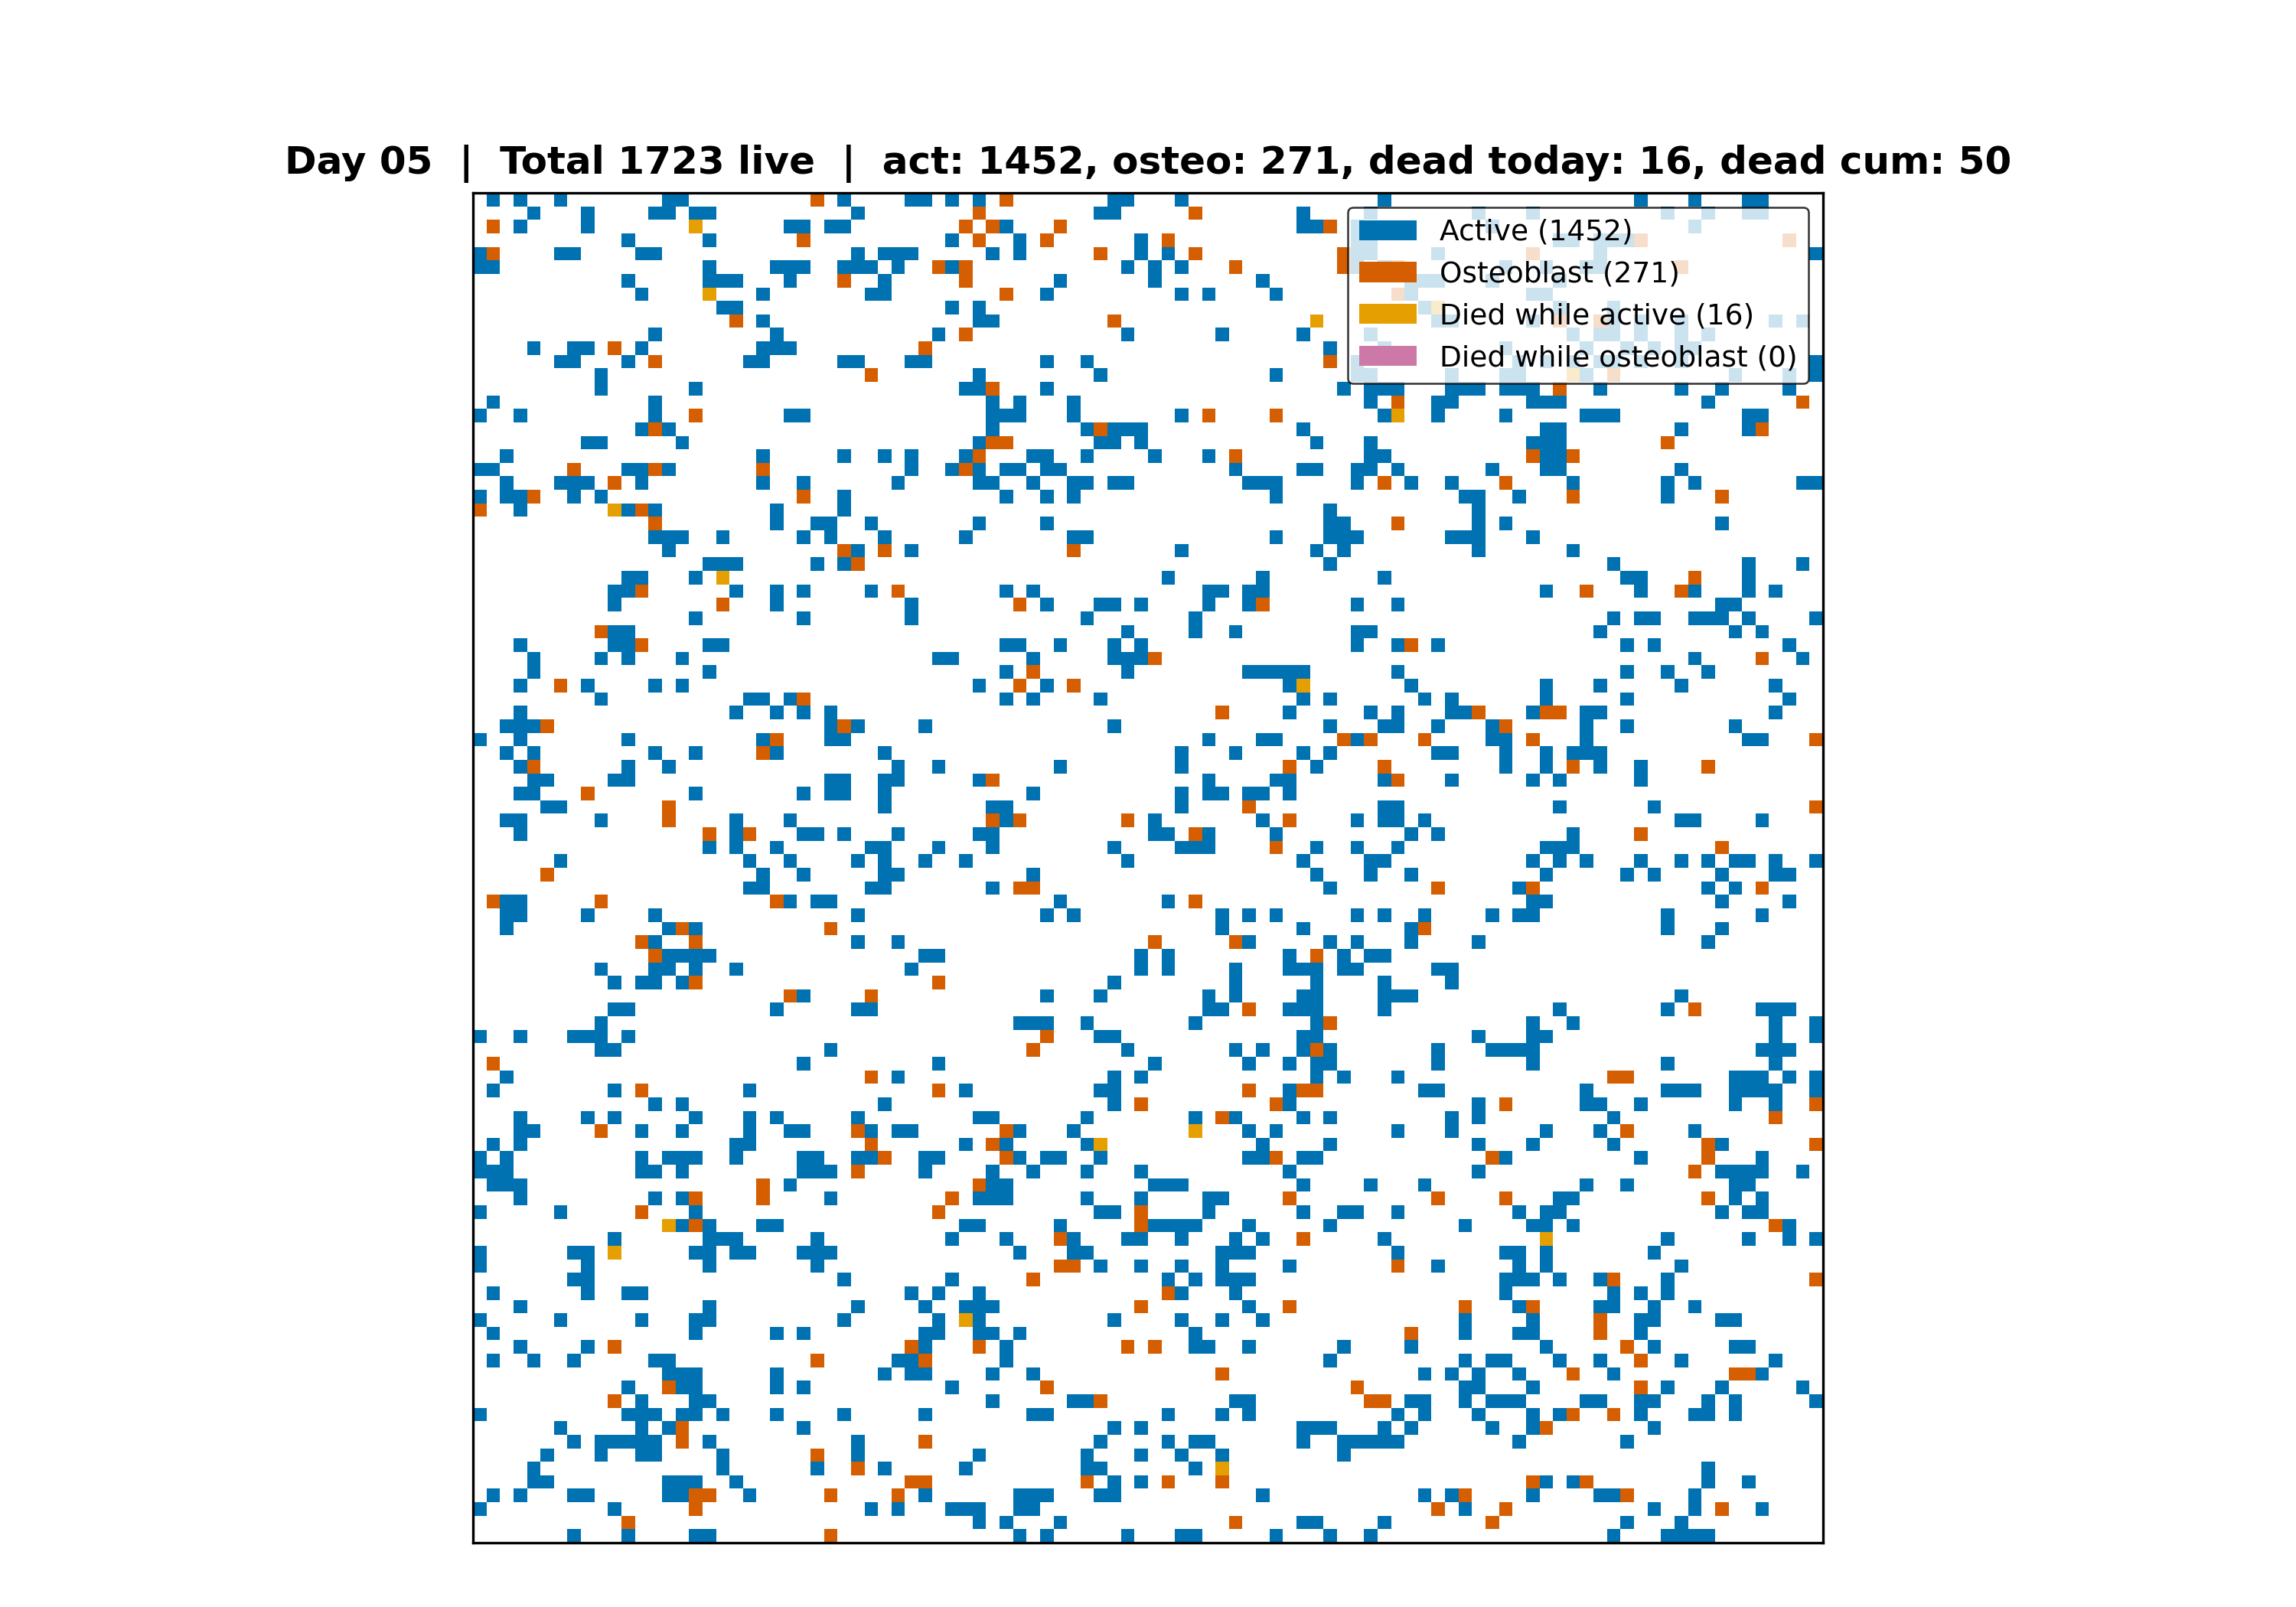 Day 05 | Total 1723 live | act: 1452, osteo: 271, dead today: 16, dead cum: 50
Active (1452)
Osteoblast (271)
Died while active (16)
Died while osteoblast (0)